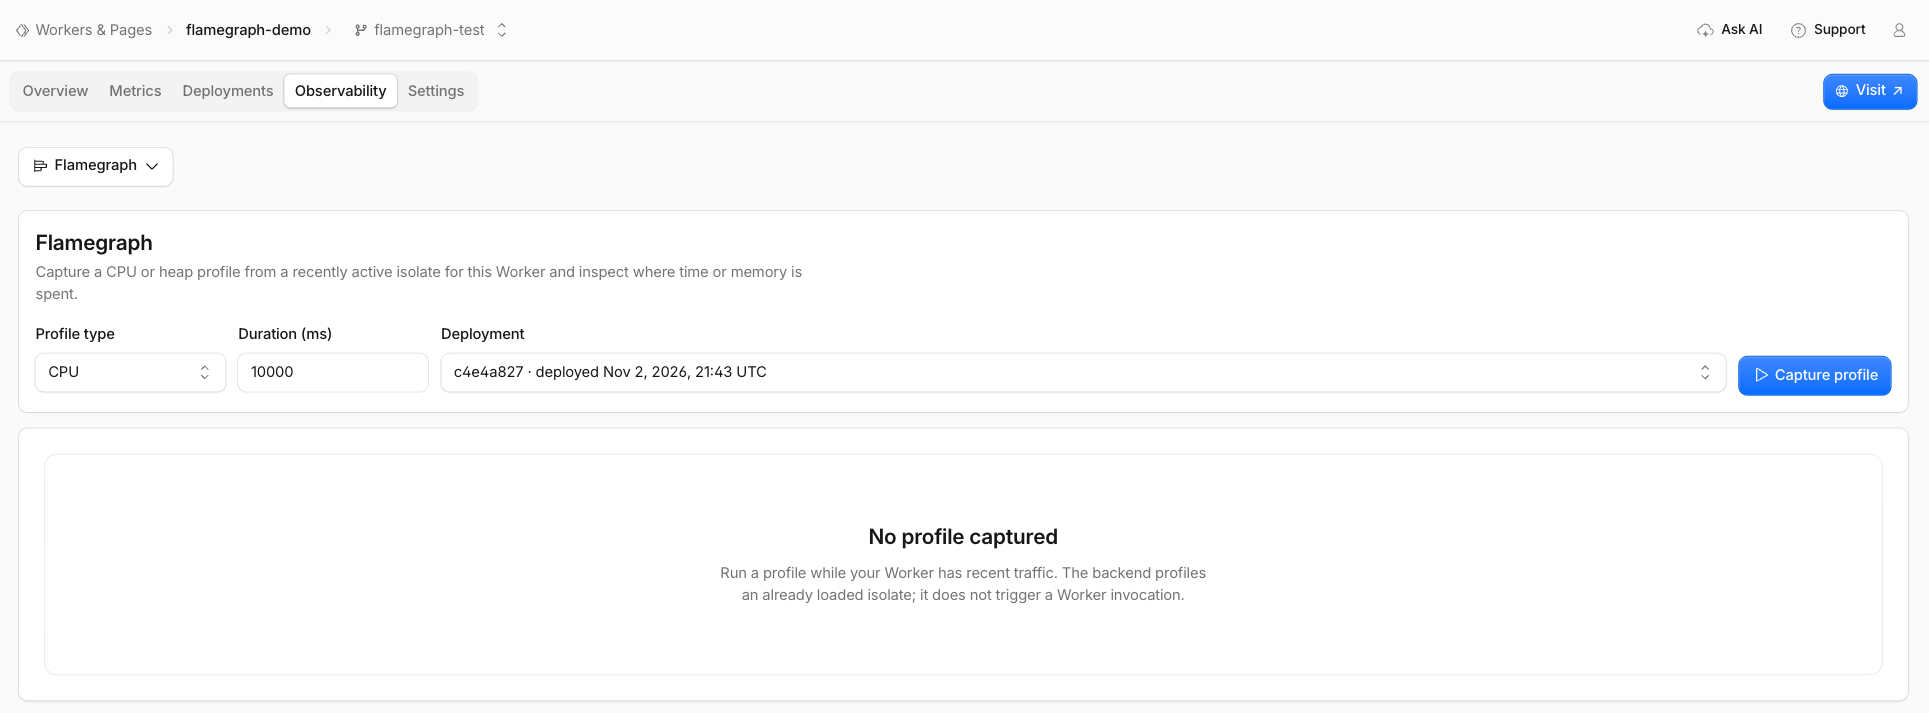 Workers & Pages
flamegraph-demo
flamegraph-test
Ask AI
Support
Overview
Metrics
Deployments
Observability
Settings
Visit
Flamegraph
Flamegraph
Capture a CPU or heap profile from a recently active isolate for this Worker and inspect where time or memory is
spent.
Profile type
Duration (ms)
Deployment
CPU
10000
c4e4a827 · deployed Nov 2, 2026, 21:43 UTC
Capture profile
No profile captured
Run a profile while your Worker has recent traffic. The backend profiles
an already loaded isolate; it does not trigger a Worker invocation.